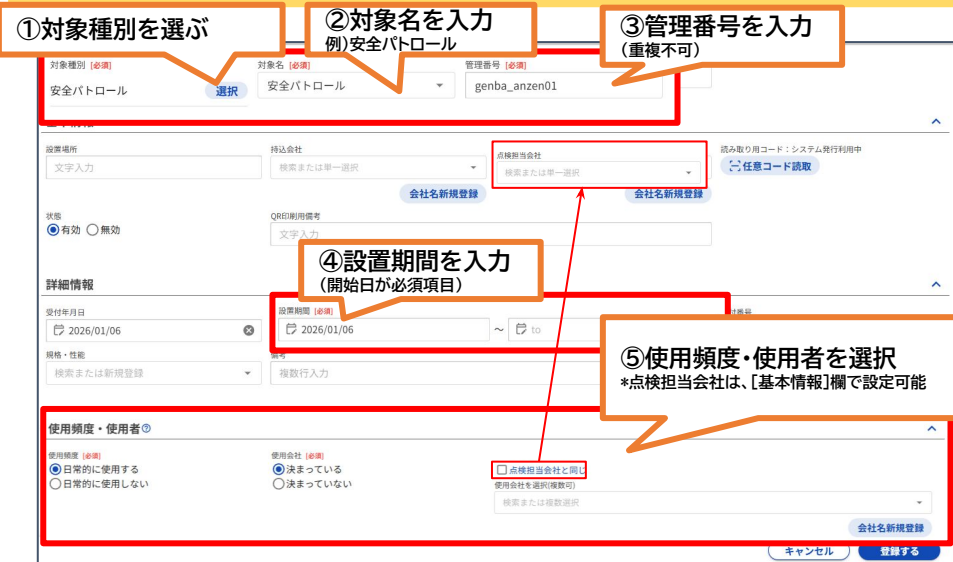 ①対象種別を選ぶ
②対象名を入力
例)安全パトロール
③管理番号を入力
(重複不可)
対象種別 [必須]
安全パトロール
選択
対象名 [必須]
安全パトロール
管理番号 [必須]
genba_anzen01
設置場所
文字入力
持込会社
検索または単一選択
会社名新規登録
点検担当会社
検索または単一選択
会社名新規登録
読み取り用コード：システム発行利用中
任意コード読取
状態
有効 無効
QR印刷用備考
文字入力
④設置期間を入力
(開始日が必須項目)
詳細情報
受付年月日
2026/01/06
設置期間 [必須]
2026/01/06
～
to
規格・性能
検索または新規登録
備考
複数行入力
⑤使用頻度・使用者を選択
*点検担当会社は、[基本情報]欄で設定可能
使用頻度・使用者
使用頻度 [必須]
日常的に使用する
日常的に使用しない
使用会社 [必須]
決まっている
決まっていない
点検担当会社と同じ
使用会社を選択(複数可)
検索または複数選択
会社名新規登録
キャンセル
登録する